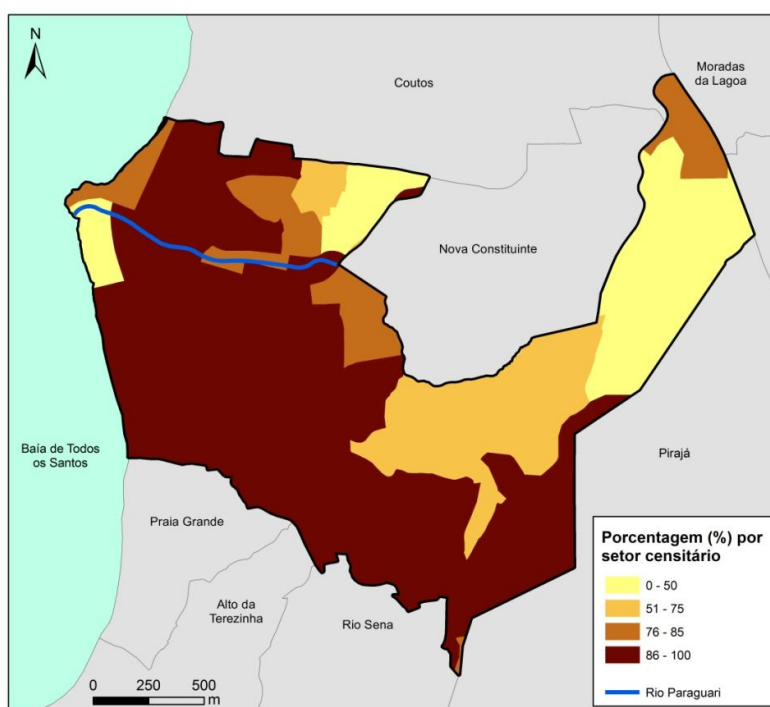 N
Coutos
Moradas
da Lagoa
Nova Constituinte
Baía de Todos
os Santos
Pirajá
Praia Grande
Alto da
Terezinha
Rio Sena
Porcentagem (%) por
setor censitário
0 - 50
51 - 75
76 - 85
86 - 100
Rio Paraguari
0 250 500
m